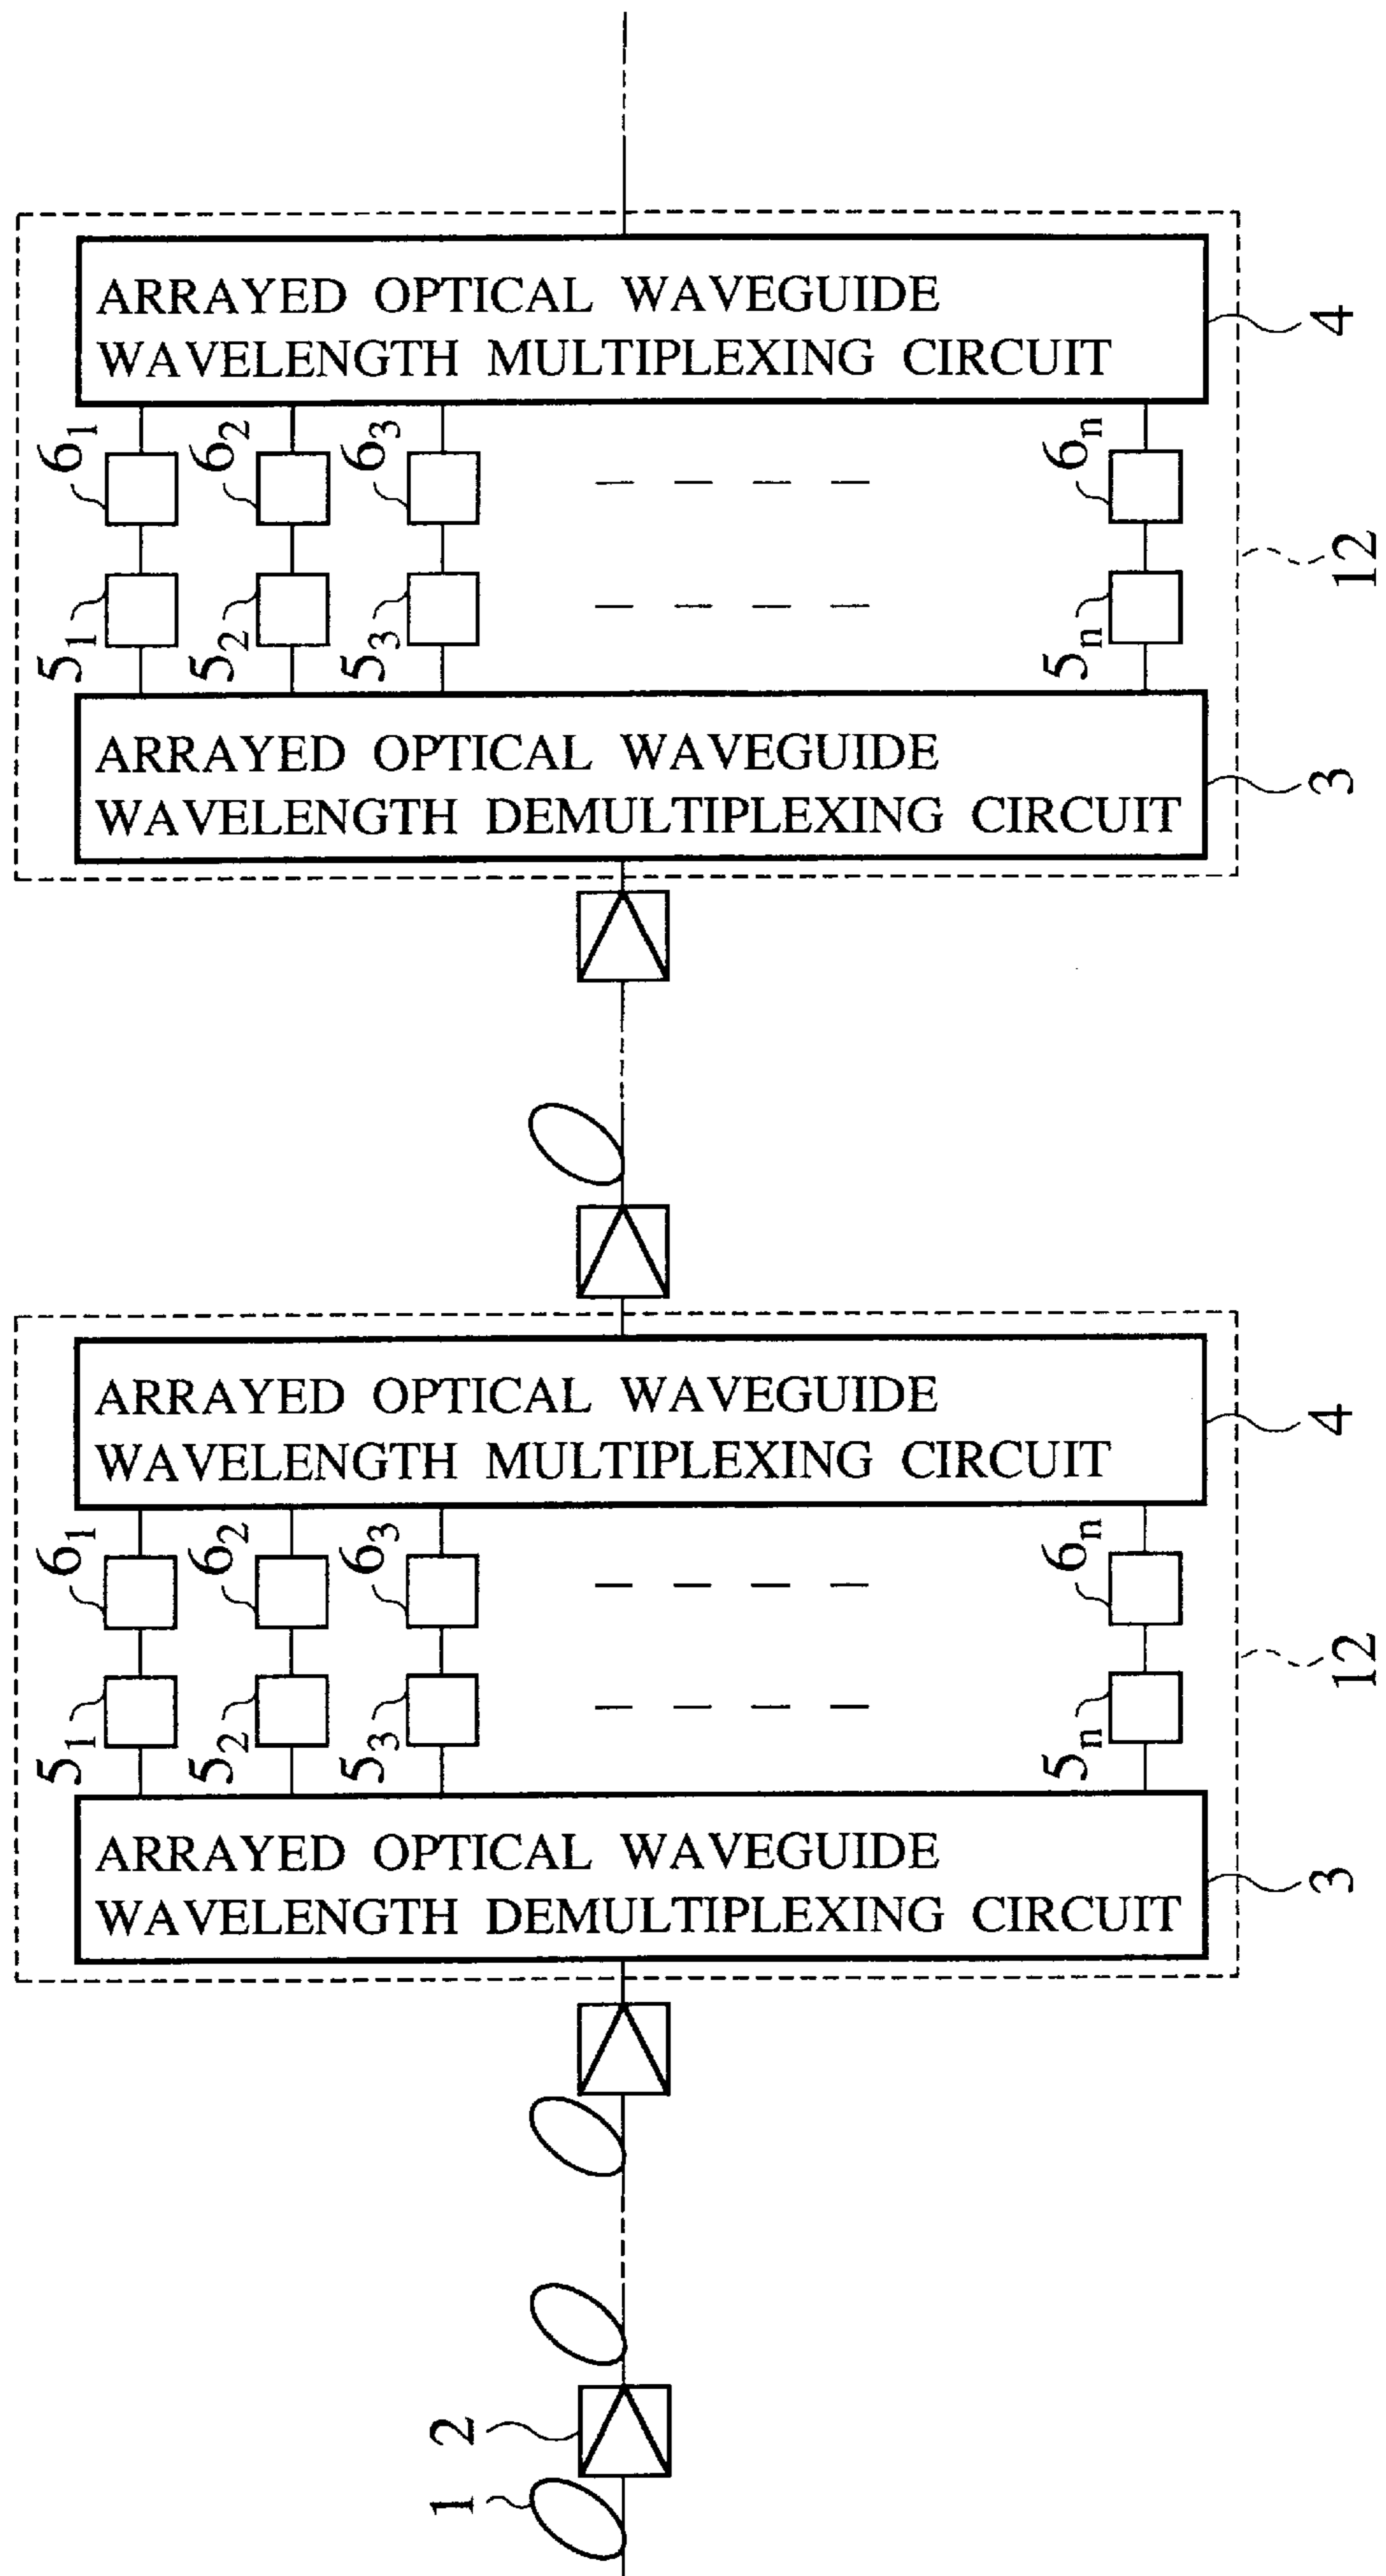 ARRAYED OPTICAL WAVEGUIDE
WAVELENGTH MULTIPLEXING CIRCUIT
4
6₁
6₂
6₃
6ₙ
5₁
5₂
5₃
5ₙ
12
ARRAYED OPTICAL WAVEGUIDE
WAVELENGTH DEMULTIPLEXING CIRCUIT
3
ARRAYED OPTICAL WAVEGUIDE
WAVELENGTH MULTIPLEXING CIRCUIT
4
6₁
6₂
6₃
6ₙ
5₁
5₂
5₃
5ₙ
12
ARRAYED OPTICAL WAVEGUIDE
WAVELENGTH DEMULTIPLEXING CIRCUIT
3
2
1